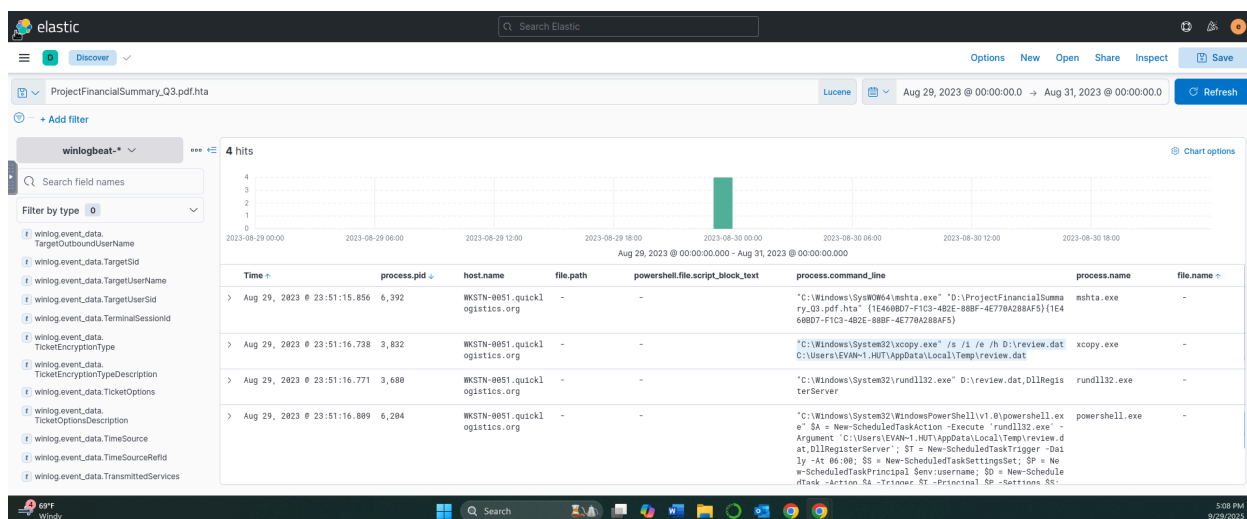 elastic
Search Elastic
e
D
Discover
Options
New
Open
Share
Inspect
Save
ProjectFinancialSummary_Q3.pdf.hta
Lucene
Aug 29, 2023 @ 00:00:00.0 → Aug 31, 2023 @ 00:00:00.0
Refresh
+ Add filter
winlogbeat-*
Search field names
Filter by type 0
t winlog.event_data.
TargetOutboundUserName
t winlog.event_data.TargetSid
t winlog.event_data.TargetUserName
t winlog.event_data.TargetUserSid
t winlog.event_data.TerminalSessionId
t winlog.event_data.
TicketEncryptionType
t winlog.event_data.
TicketEncryptionTypeDescription
t winlog.event_data.TicketOptions
t winlog.event_data.
TicketOptionsDescription
t winlog.event_data.TimeSource
t winlog.event_data.TimeSourceRefId
t winlog.event_data.TransmittedServices
4 hits
Chart options
4
3
2
1
0
2023-08-29 00:00 2023-08-29 06:00 2023-08-29 12:00 2023-08-29 18:00 2023-08-30 00:00 2023-08-30 06:00 2023-08-30 12:00 2023-08-30 18:00
Aug 29, 2023 @ 00:00:00.000 - Aug 31, 2023 @ 00:00:00.000
Time ↑ process.pid ↓ host.name file.path powershell.file.script_block_text process.command_line process.name file.name ↑
> Aug 29, 2023 @ 23:51:15.856 6,392 WKSTN-0051.quickl - - "C:\Windows\SysWOW64\mshta.exe" "D:\ProjectFinancialSumma mshta.exe -
ogistics.org ry_Q3.pdf.hta" {1E460BD7-F1C3-4B2E-88BF-4E770A288AF5}{1E4
60BD7-F1C3-4B2E-88BF-4E770A288AF5}
> Aug 29, 2023 @ 23:51:16.738 3,832 WKSTN-0051.quickl - - "C:\Windows\System32\xcopy.exe" /s /i /e /h D:\review.dat xcopy.exe -
ogistics.org C:\Users\EVAN~1.HUT\AppData\Local\Temp\review.dat
> Aug 29, 2023 @ 23:51:16.771 3,680 WKSTN-0051.quickl - - "C:\Windows\System32\rundll32.exe" D:\review.dat,DllRegis rundll32.exe -
ogistics.org terServer
> Aug 29, 2023 @ 23:51:16.809 6,204 WKSTN-0051.quickl - - "C:\Windows\System32\WindowsPowerShell\v1.0\powershell.ex powershell.exe -
ogistics.org e" $A = New-ScheduledTaskAction -Execute 'rundll32.exe' -
Argument 'C:\Users\EVAN~1.HUT\AppData\Local\Temp\review.d
at,DllRegisterServer'; $T = New-ScheduledTaskTrigger -Dai
ly -At 06:00; $S = New-ScheduledTaskSettingsSet; $P = Ne
w-ScheduledTaskPrincipal $env:username; $D = New-Schedule
dTask -Action $A -Trigger $T -Principal $P -Settings $S;
4
69°F
Windy
Search
5:08 PM
9/29/2025